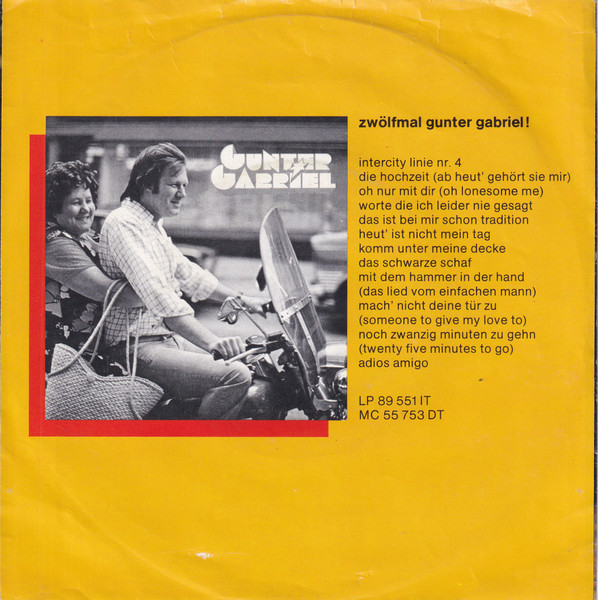 GUNTER
GABRIEL
zwölfmal gunter gabriel!
intercity linie nr. 4
die hochzeit (ab heut' gehört sie mir)
oh nur mit dir (oh lonesome me)
worte die ich leider nie gesagt
das ist bei mir schon tradition
heut' ist nicht mein tag
komm unter meine decke
das schwarze schaf
mit dem hammer in der hand
(das lied vom einfachen mann)
mach' nicht deine tür zu
(someone to give my love to)
noch zwanzig minuten zu gehn
(twenty five minutes to go)
adios amigo
LP 89 551 IT
MC 55 753 DT